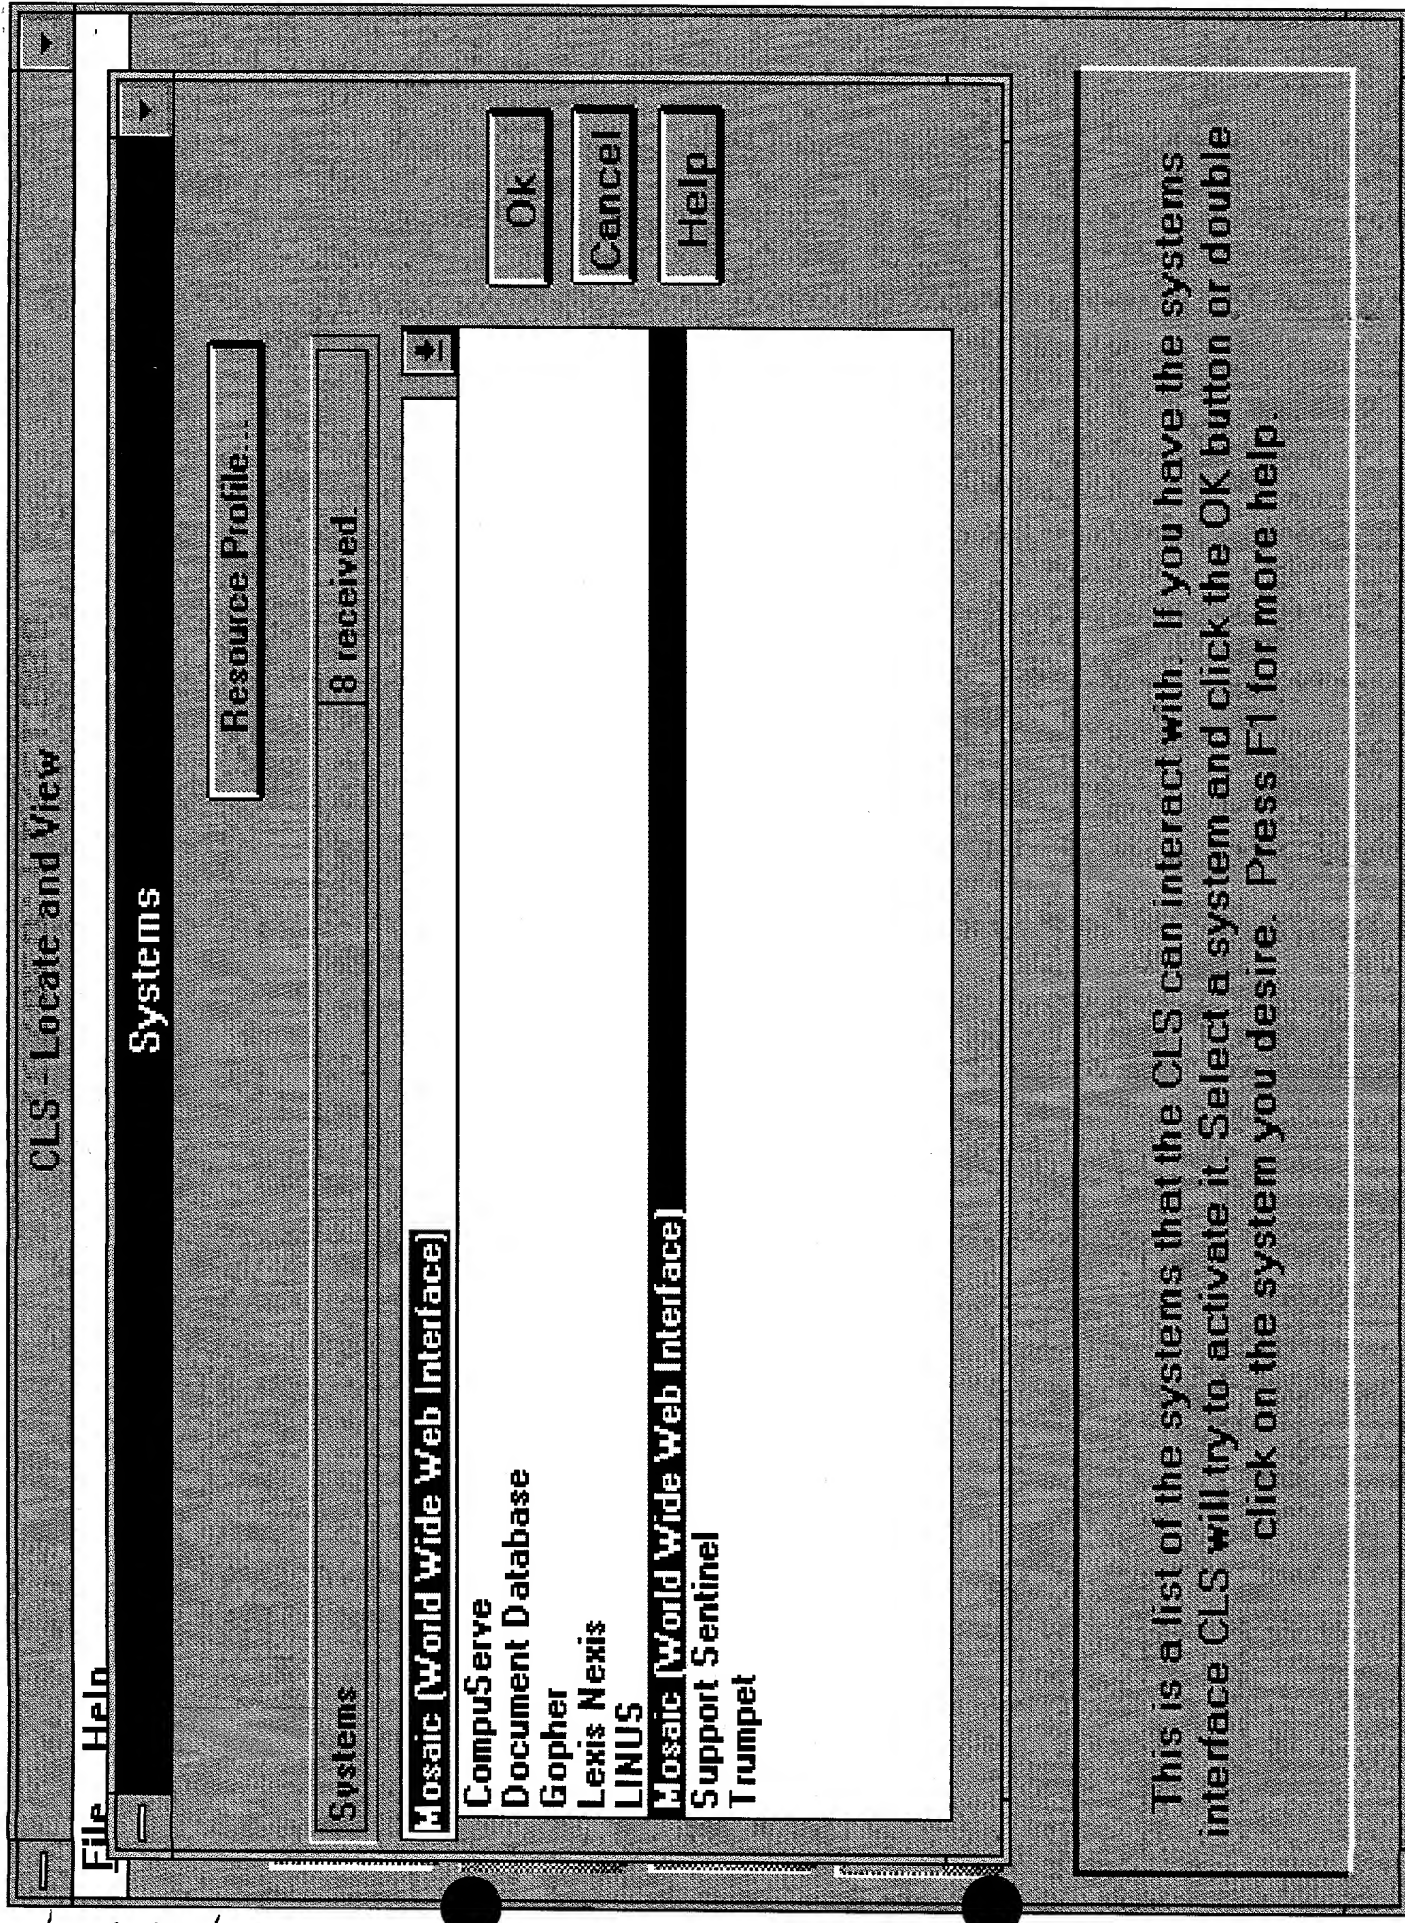 CLS - Locate and View
File Help
Systems
Resource Profile...
Systems 8 received.
Mosaic (World Wide Web Interface)
CompuServe
Document Database
Gopher
Lexis Nexis
LINUS
Mosaic (World Wide Web Interface)
Support Sentinel
Trumpet
Ok
Cancel
Help
This is a list of the systems that the CLS can interact with. If you have the systems
interface CLS will try to activate it. Select a system and click the OK button or double
click on the system you desire. Press F1 for more help.